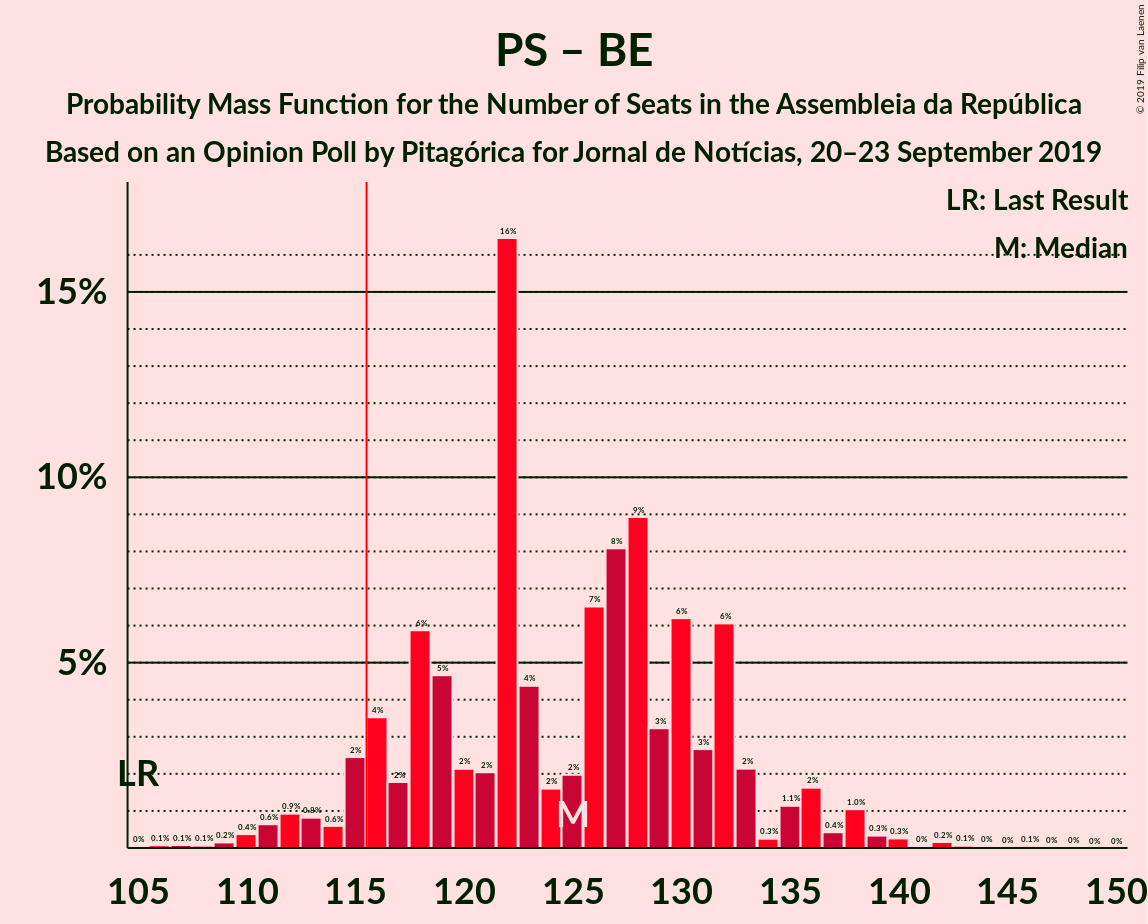 PS – BE
Probability Mass Function for the Number of Seats in the Assembleia da República
Based on an Opinion Poll by Pitagórica for Jornal de Notícias, 20–23 September 2019
© 2019 Filip van Laenen
LR: Last Result
M: Median
15%
10%
5%
LR
M
0% 0.1% 0.1% 0.1% 0.2% 0.4% 0.6% 0.9% 0.8% 0.6% 2% 4% 2% 6% 5% 2% 2% 16% 4% 2% 2% 7% 8% 9% 3% 6% 3% 6% 2% 0.3% 1.1% 2% 0.4% 1.0% 0.3% 0.3% 0% 0.2% 0.1% 0% 0% 0.1% 0% 0% 0% 0%
105 110 115 120 125 130 135 140 145 150